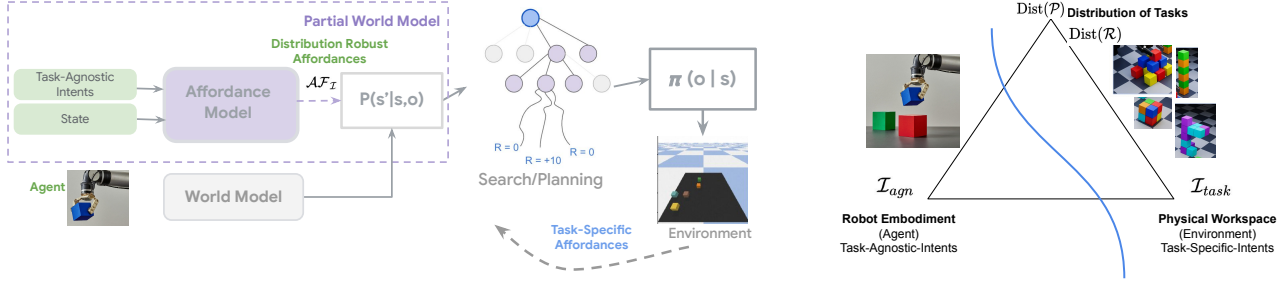 Partial World Model
Distribution Robust
Affordances
Task-Agnostic
Intents
State
Affordance
Model
𝒜ℱ_ℐ
P(s'|s,o)
Agent
World Model
R = 0
R = +10
R = 0
Search/Planning
π (o | s)
Environment
Task-Specific
Affordances
Dist(𝒫)
Distribution of Tasks
Dist(ℛ)
ℐ_agn
ℐ_task
Robot Embodiment
(Agent)
Task-Agnostic-Intents
Physical Workspace
(Environment)
Task-Specific-Intents